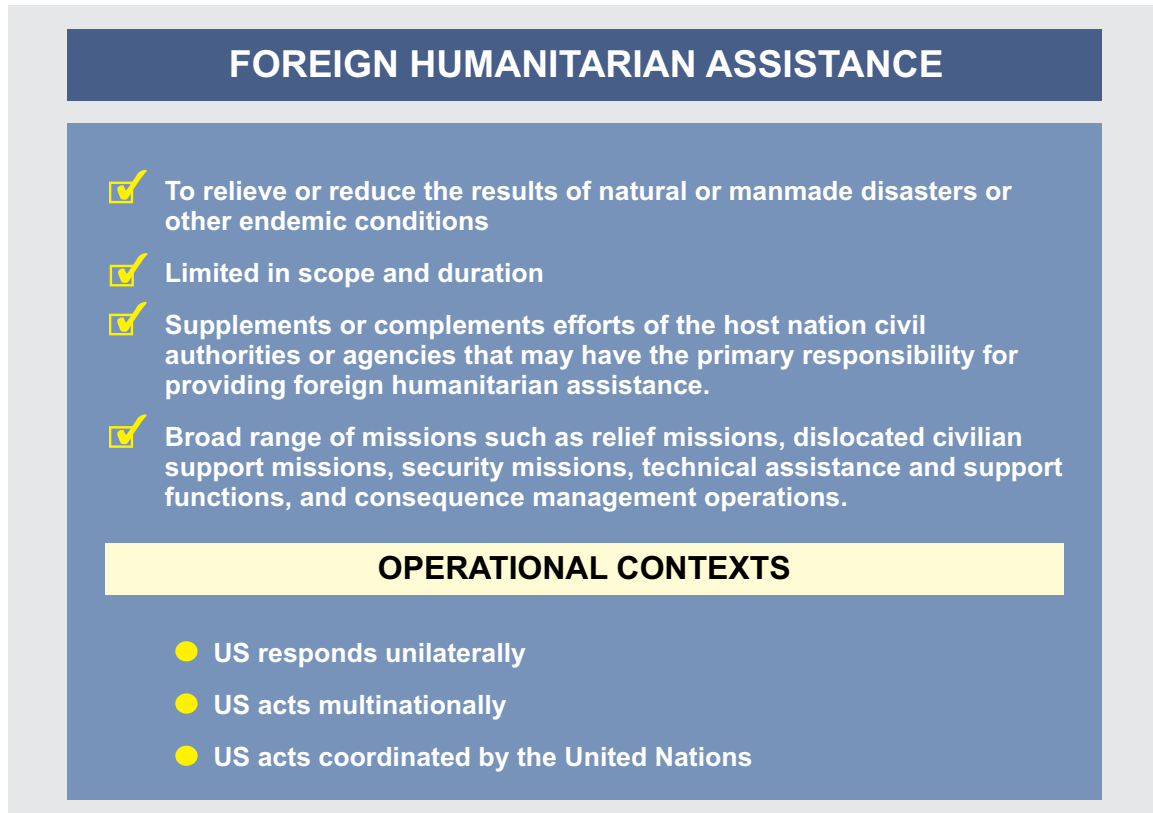 FOREIGN HUMANITARIAN ASSISTANCE
To relieve or reduce the results of natural or manmade disasters or
other endemic conditions
Limited in scope and duration
Supplements or complements efforts of the host nation civil
authorities or agencies that may have the primary responsibility for
providing foreign humanitarian assistance.
Broad range of missions such as relief missions, dislocated civilian
support missions, security missions, technical assistance and support
functions, and consequence management operations.
OPERATIONAL CONTEXTS
US responds unilaterally
US acts multinationally
US acts coordinated by the United Nations